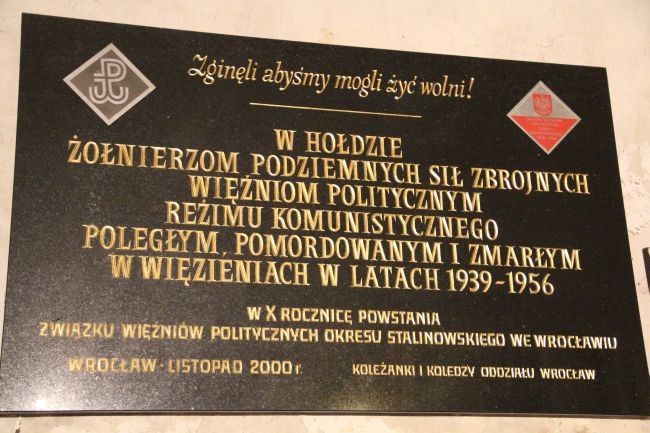 Zginęli abyśmy mogli żyć wolni!
W HOŁDZIE
ŻOŁNIERZOM PODZIEMNYCH SIŁ ZBROJNYCH
WIĘŹNIOM POLITYCZNYM
REŻIMU KOMUNISTYCZNEGO
POLEGŁYM, POMORDOWANYM I ZMARŁYM
W WIĘZIENIACH W LATACH 1939-1956
W X ROCZNICĘ POWSTANIA
ZWIĄZKU WIĘŹNIÓW POLITYCZNYCH OKRESU STALINOWSKIEGO WE WROCŁAWIU
WROCŁAW · LISTOPAD 2000 r.
KOLEŻANKI I KOLEDZY ODDZIAŁU WROCŁAW